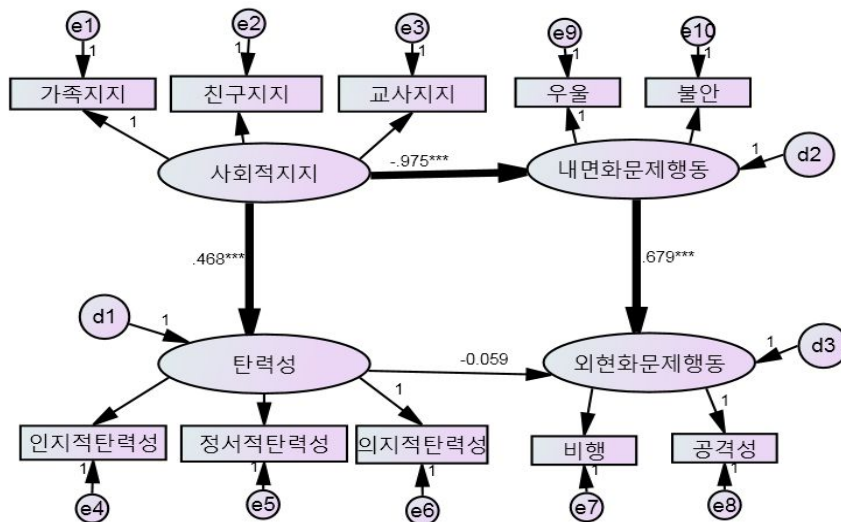 e1 e2 e3 e9 e10
1 1 1 1 1
가족지지 친구지지 교사지지 우울 불안
1 1
사회적지지 -.975*** 내면화문제행동 1 d2
.468*** .679***
d1 1 탄력성 -0.059 외현화문제행동 1 d3
1 1
인지적탄력성 정서적탄력성 의지적탄력성 비행 공격성
1 1 1 1 1
e4 e5 e6 e7 e8